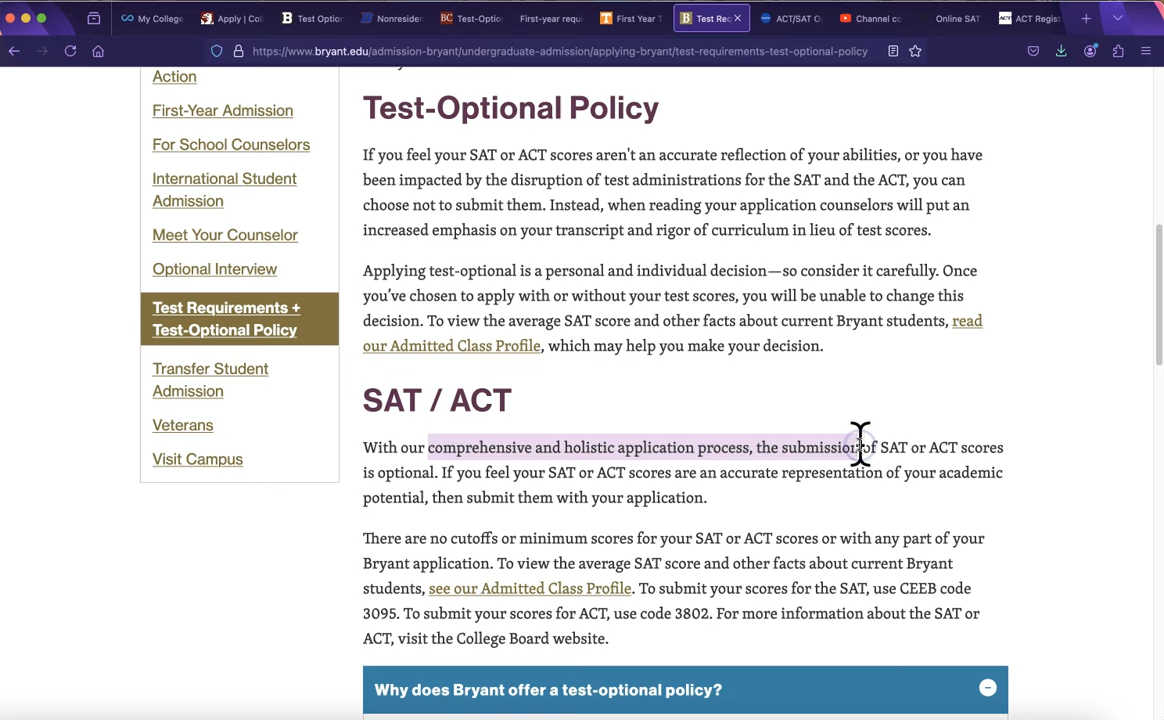 My College
Apply | Col
Test Option
Nonresiden
Test-Optio
First-year requi
First Year T
Test Req
ACT/SAT O
Channel co
Online SAT
ACT Regist
https://www.bryant.edu/admission-bryant/undergraduate-admission/applying-bryant/test-requirements-test-optional-policy
Action
First-Year Admission
For School Counselors
International Student
Admission
Meet Your Counselor
Optional Interview
Test Requirements +
Test-Optional Policy
Transfer Student
Admission
Veterans
Visit Campus
Test-Optional Policy
If you feel your SAT or ACT scores aren't an accurate reflection of your abilities, or you have
been impacted by the disruption of test administrations for the SAT and the ACT, you can
choose not to submit them. Instead, when reading your application counselors will put an
increased emphasis on your transcript and rigor of curriculum in lieu of test scores.
Applying test-optional is a personal and individual decision—so consider it carefully. Once
you've chosen to apply with or without your test scores, you will be unable to change this
decision. To view the average SAT score and other facts about current Bryant students, read
our Admitted Class Profile, which may help you make your decision.
SAT / ACT
With our comprehensive and holistic application process, the submission of SAT or ACT scores
is optional. If you feel your SAT or ACT scores are an accurate representation of your academic
potential, then submit them with your application.
There are no cutoffs or minimum scores for your SAT or ACT scores or with any part of your
Bryant application. To view the average SAT score and other facts about current Bryant
students, see our Admitted Class Profile. To submit your scores for the SAT, use CEEB code
3095. To submit your scores for ACT, use code 3802. For more information about the SAT or
ACT, visit the College Board website.
Why does Bryant offer a test-optional policy?